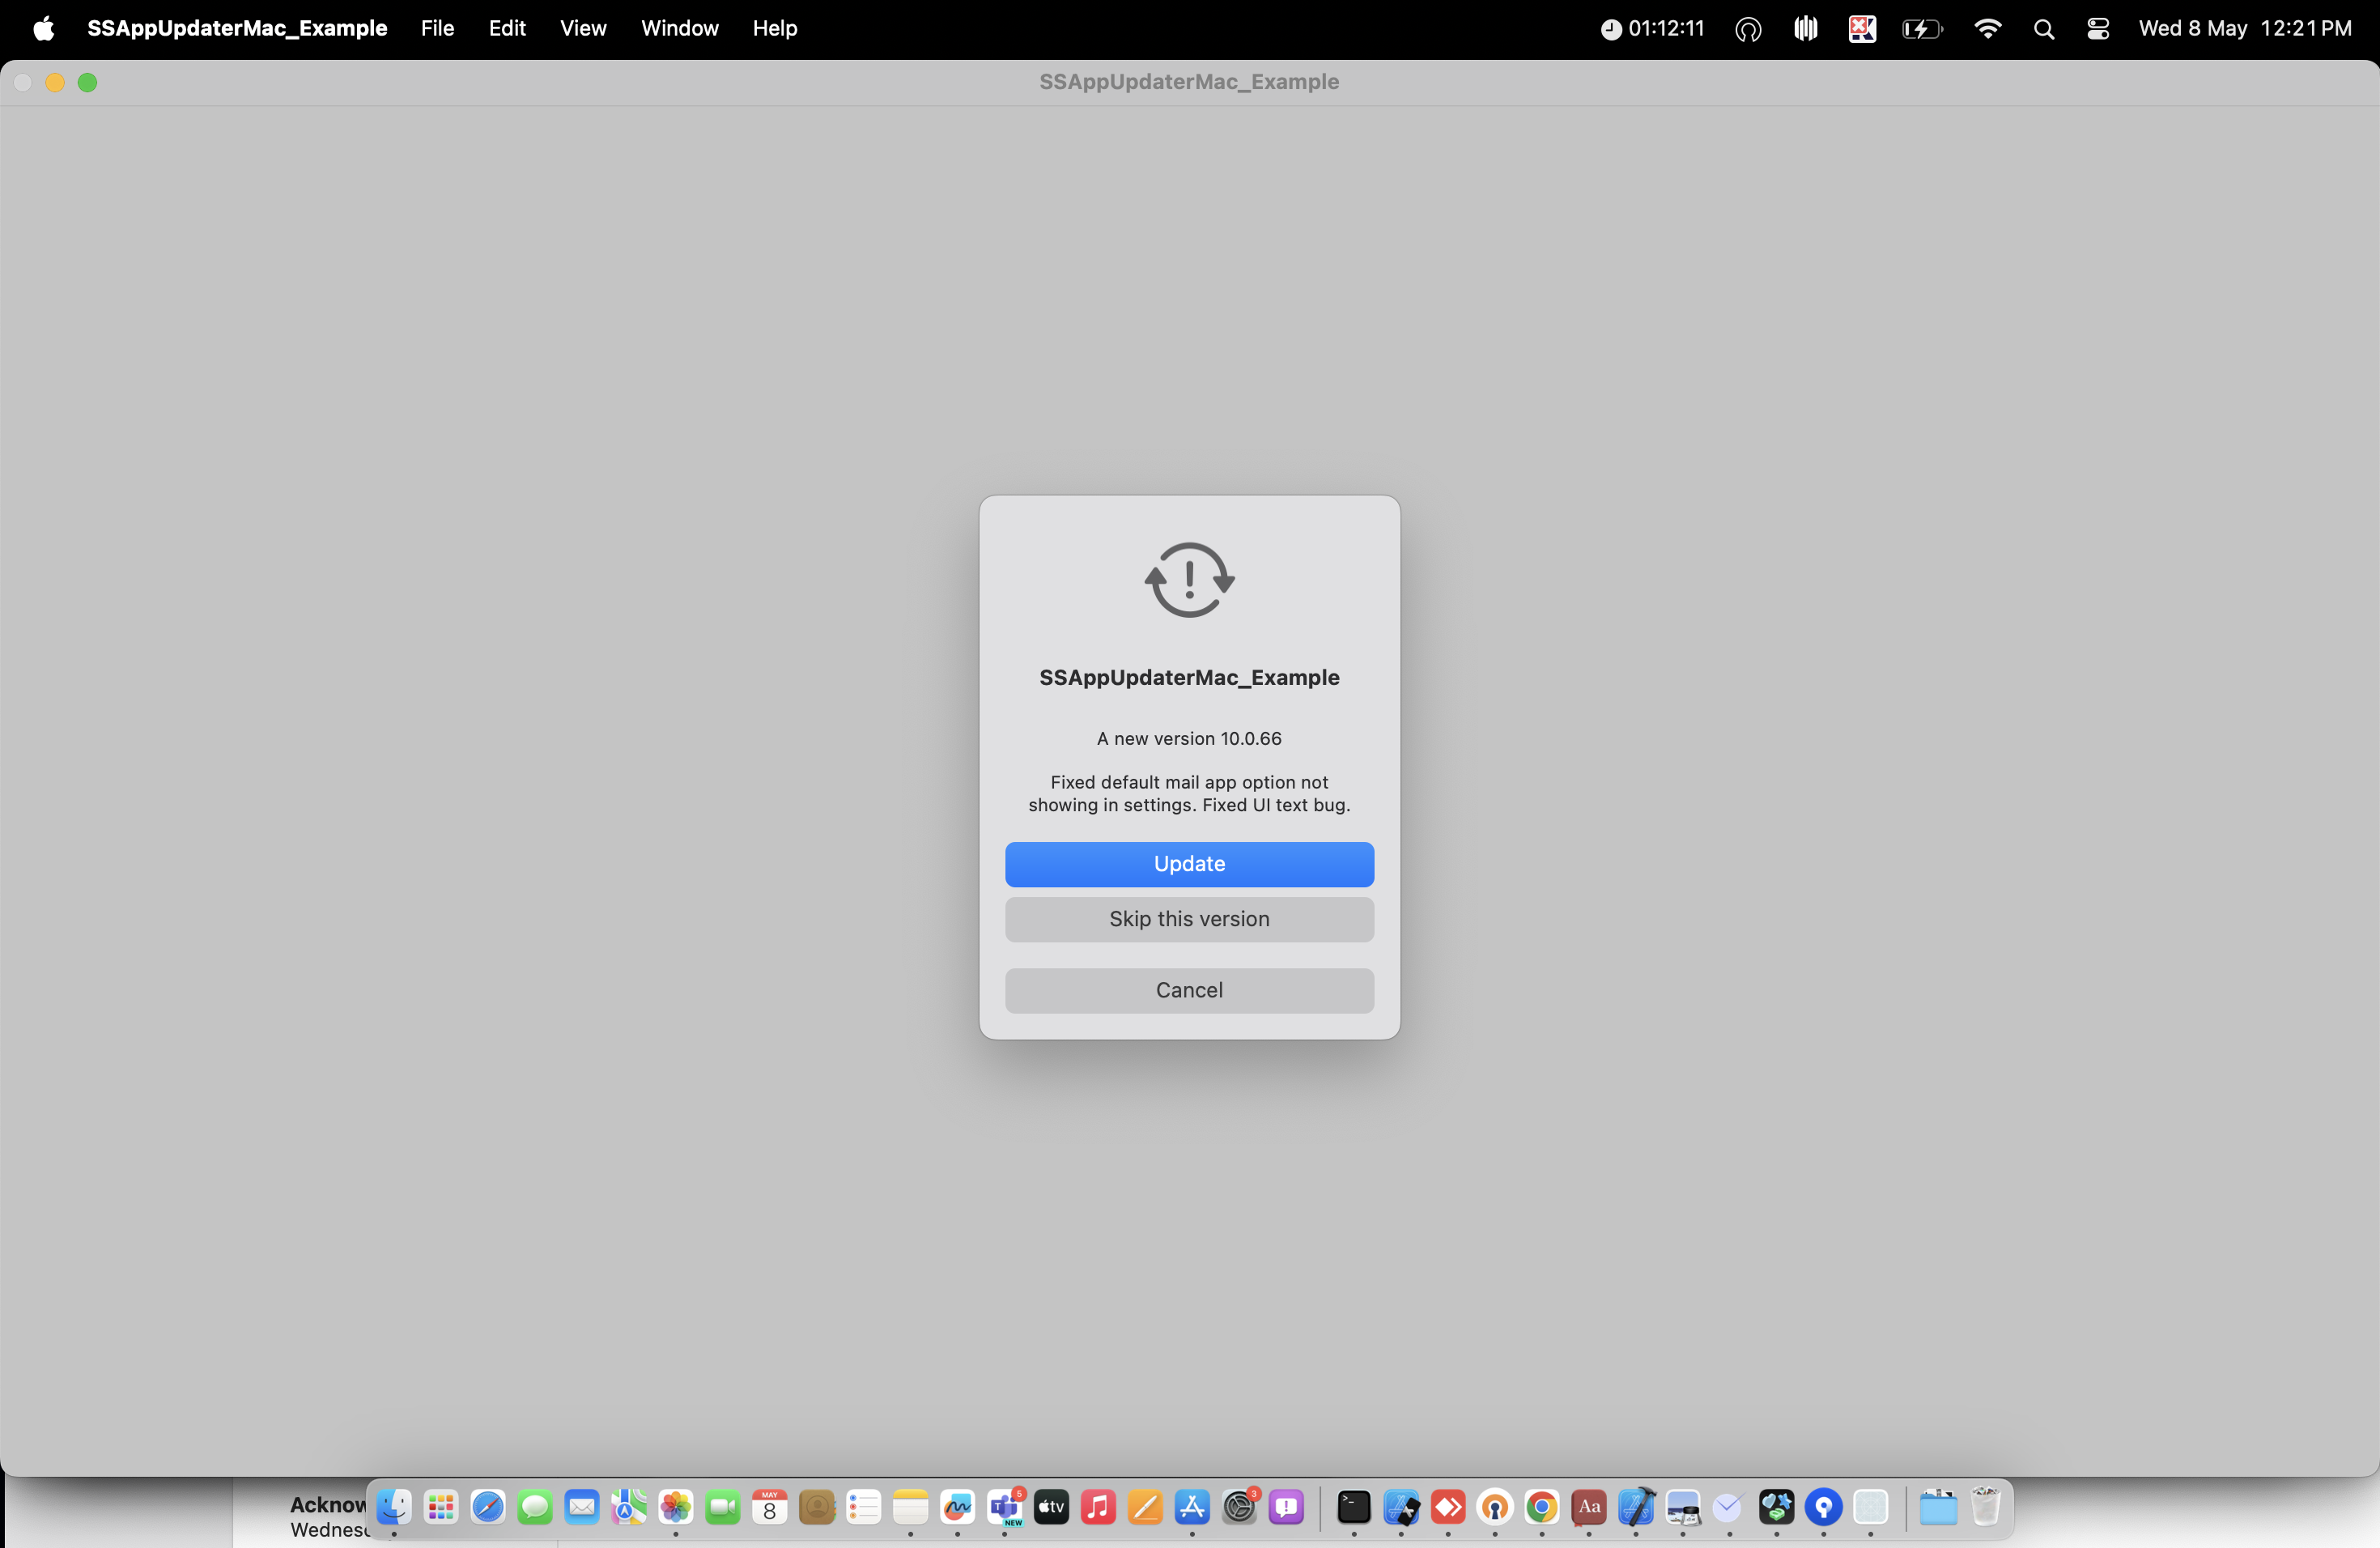 SSAppUpdaterMac_Example File Edit View Window Help 01:12:11 Wed 8 May 12:21 PM
SSAppUpdaterMac_Example
SSAppUpdaterMac_Example
A new version 10.0.66
Fixed default mail app option not
showing in settings. Fixed UI text bug.
Update
Skip this version
Cancel
Acknow
Wednes
MAY
8
5
T
NEW
tv
3
>_
Aa